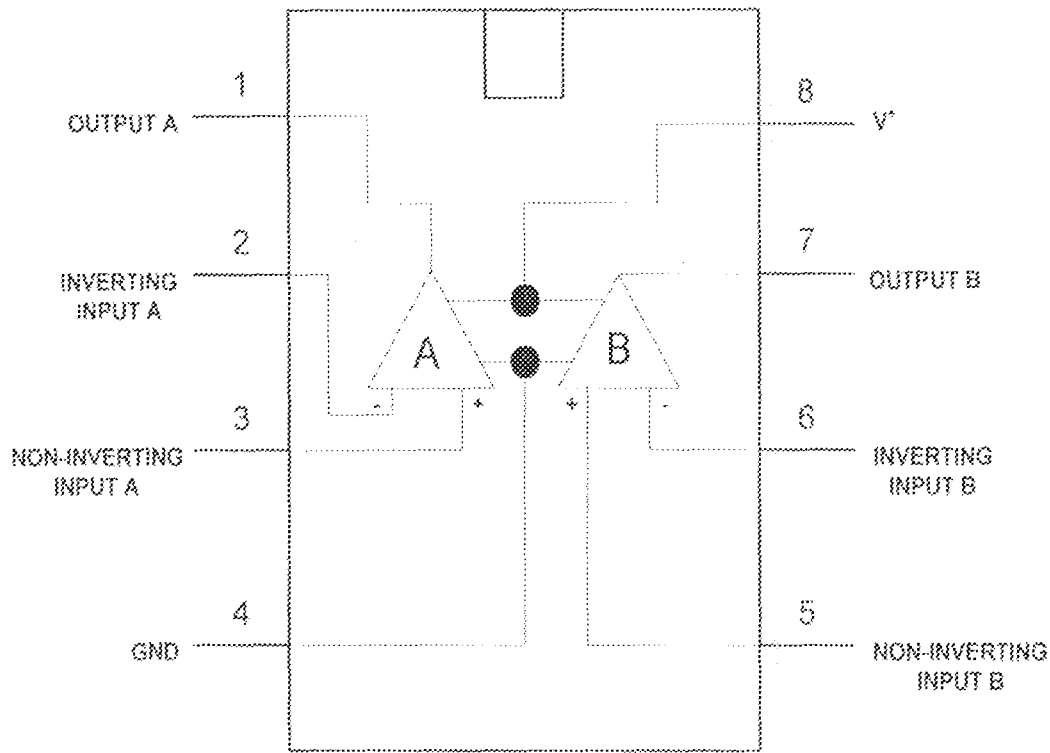 1
OUTPUT A
8
V+
2
INVERTING
INPUT A
7
OUTPUT B
A
B
-
+
+
-
3
NON-INVERTING
INPUT A
6
INVERTING
INPUT B
4
GND
5
NON-INVERTING
INPUT B